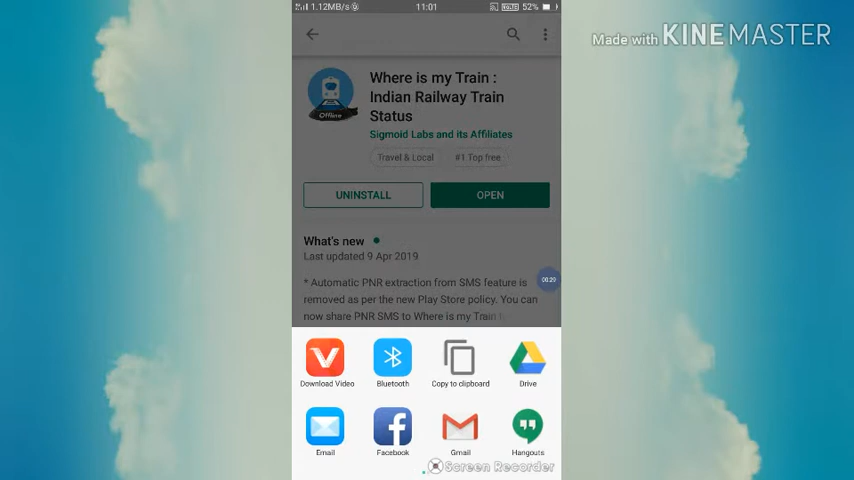 1.12MB/s 11:01 VoLTE 52%
Made with KINEMASTER
Where is my Train :
Indian Railway Train
Status
Offline
Sigmoid Labs and its Affiliates
Travel & Local #1 Top free
UNINSTALL OPEN
What's new
Last updated 9 Apr 2019
00:20
* Automatic PNR extraction from SMS feature is
removed as per the new Play Store policy. You can
now share PNR SMS to Where is my Train
Download Video Bluetooth Copy to clipboard Drive
Email Facebook Gmail Hangouts
Screen Recorder